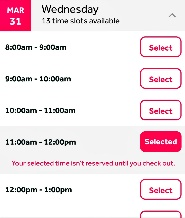 MAR
31
Wednesday
13 time slots available
8:00am - 9:00am
Select
9:00am - 10:00am
Select
10:00am - 11:00am
Select
11:00am - 12:00pm
Selected
Your selected time isn't reserved until you check out.
12:00pm - 1:00pm
Select